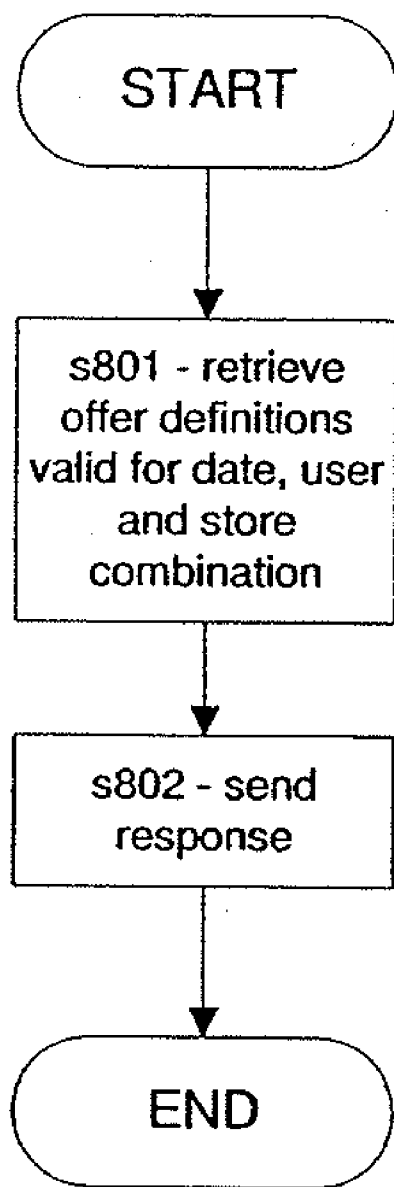 START
s801 - retrieve
offer definitions
valid for date, user
and store
combination
s802 - send
response
END